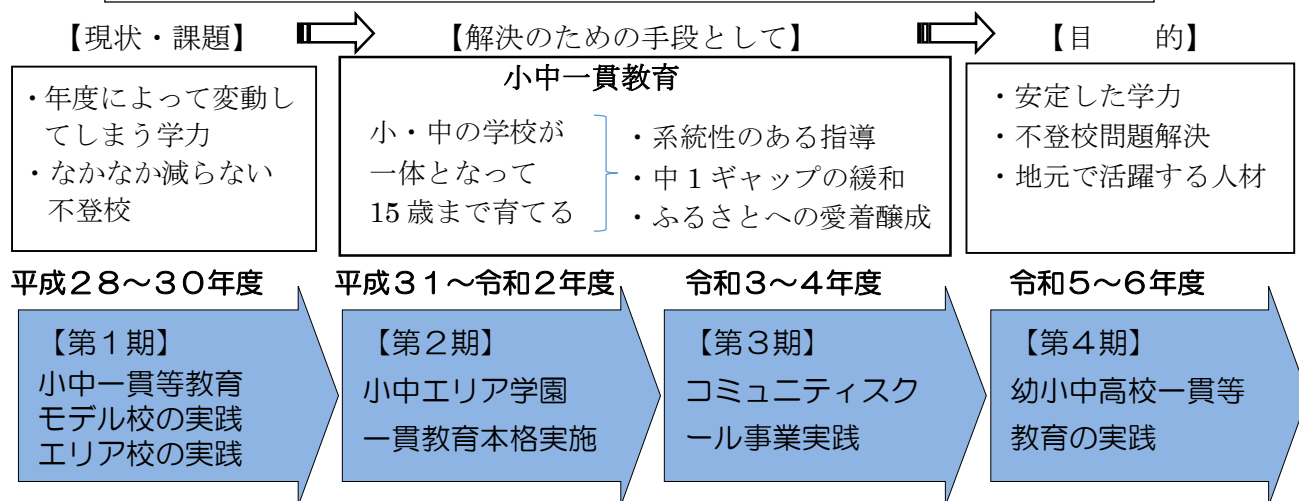 【現状・課題】
【解決のための手段として】
【目　　的】
・年度によって変動し
てしまう学力
・なかなか減らない
不登校
小中一貫教育
小・中の学校が
一体となって
15歳まで育てる
・系統性のある指導
・中1ギャップの緩和
・ふるさとへの愛着醸成
・安定した学力
・不登校問題解決
・地元で活躍する人材
平成２８～３０年度
【第１期】
小中一貫等教育
モデル校の実践
エリア校の実践
平成３１～令和２年度
【第２期】
小中エリア学園
一貫教育本格実施
令和３～４年度
【第３期】
コミュニティスク
ール事業実践
令和５～６年度
【第４期】
幼小中高校一貫等
教育の実践